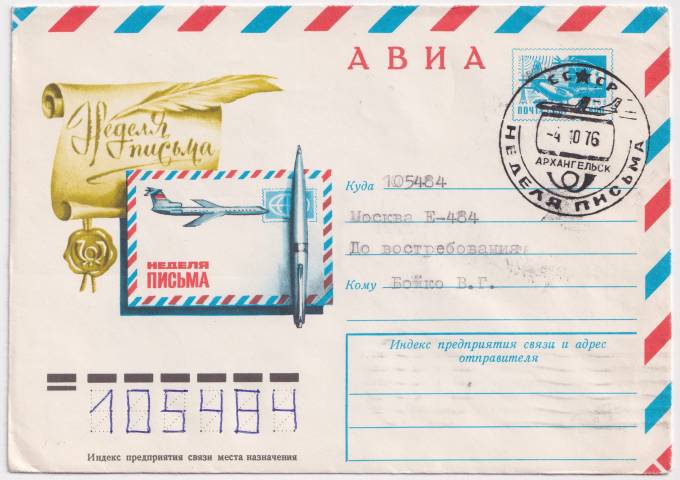 АВИА
Неделя
письма
НЕДЕЛЯ
ПИСЬМА
ПОЧТА
СССР
-4 10 76
АРХАНГЕЛЬСК
НЕДЕЛЯ ПИСЬМА
Куда 105484
Москва Е-484
До востребования
Кому Бойко В.Г.
Индекс предприятия связи и адрес
отправителя
105484
Индекс предприятия связи места назначения